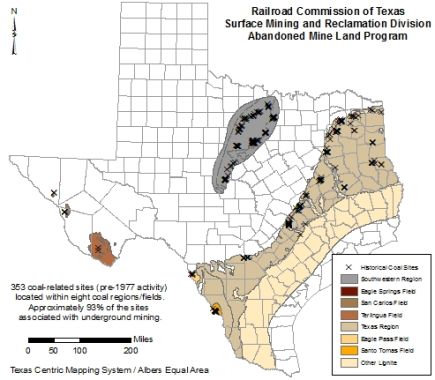 Railroad Commission of Texas
Surface Mining and Reclamation Division
Abandoned Mine Land Program
N
S
353 coal-related sites (pre-1977 activity)
located within eight coal regions/fields.
Approximately 93% of the sites
associated with underground mining.
Miles
0 50 100 200
Texas Centric Mapping System / Albers Equal Area
Historical Coal Sites
Southwestern Region
Eagle Springs Field
San Carlos Field
Terlingua Field
Texas Region
Eagle Pass Field
Santo Tomas Field
Other Lignite